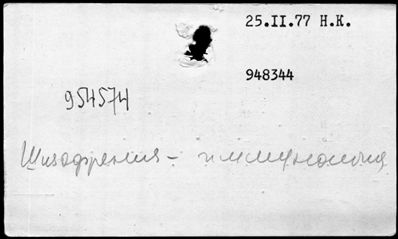 25.II.77 Н.К.
948344
954574
Шизофрения - иммунология